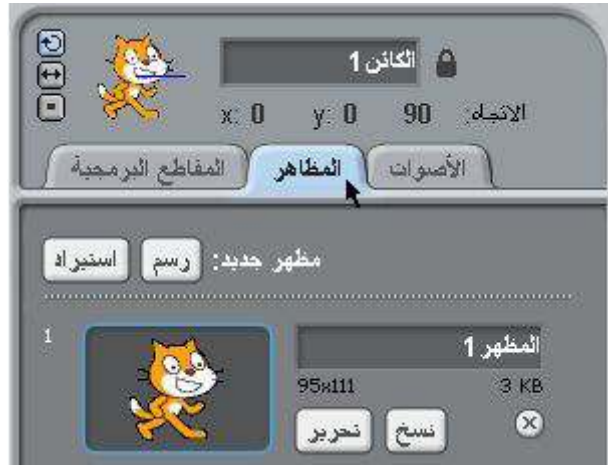 الكائن 1
الاتجاه: 90 y: 0 x: 0
الأصوات المظاهر المقاطع البرمجية
مظهر جديد: رسم استيراد
1
المظهر 1
95x111 3 KB
نسخ تحرير